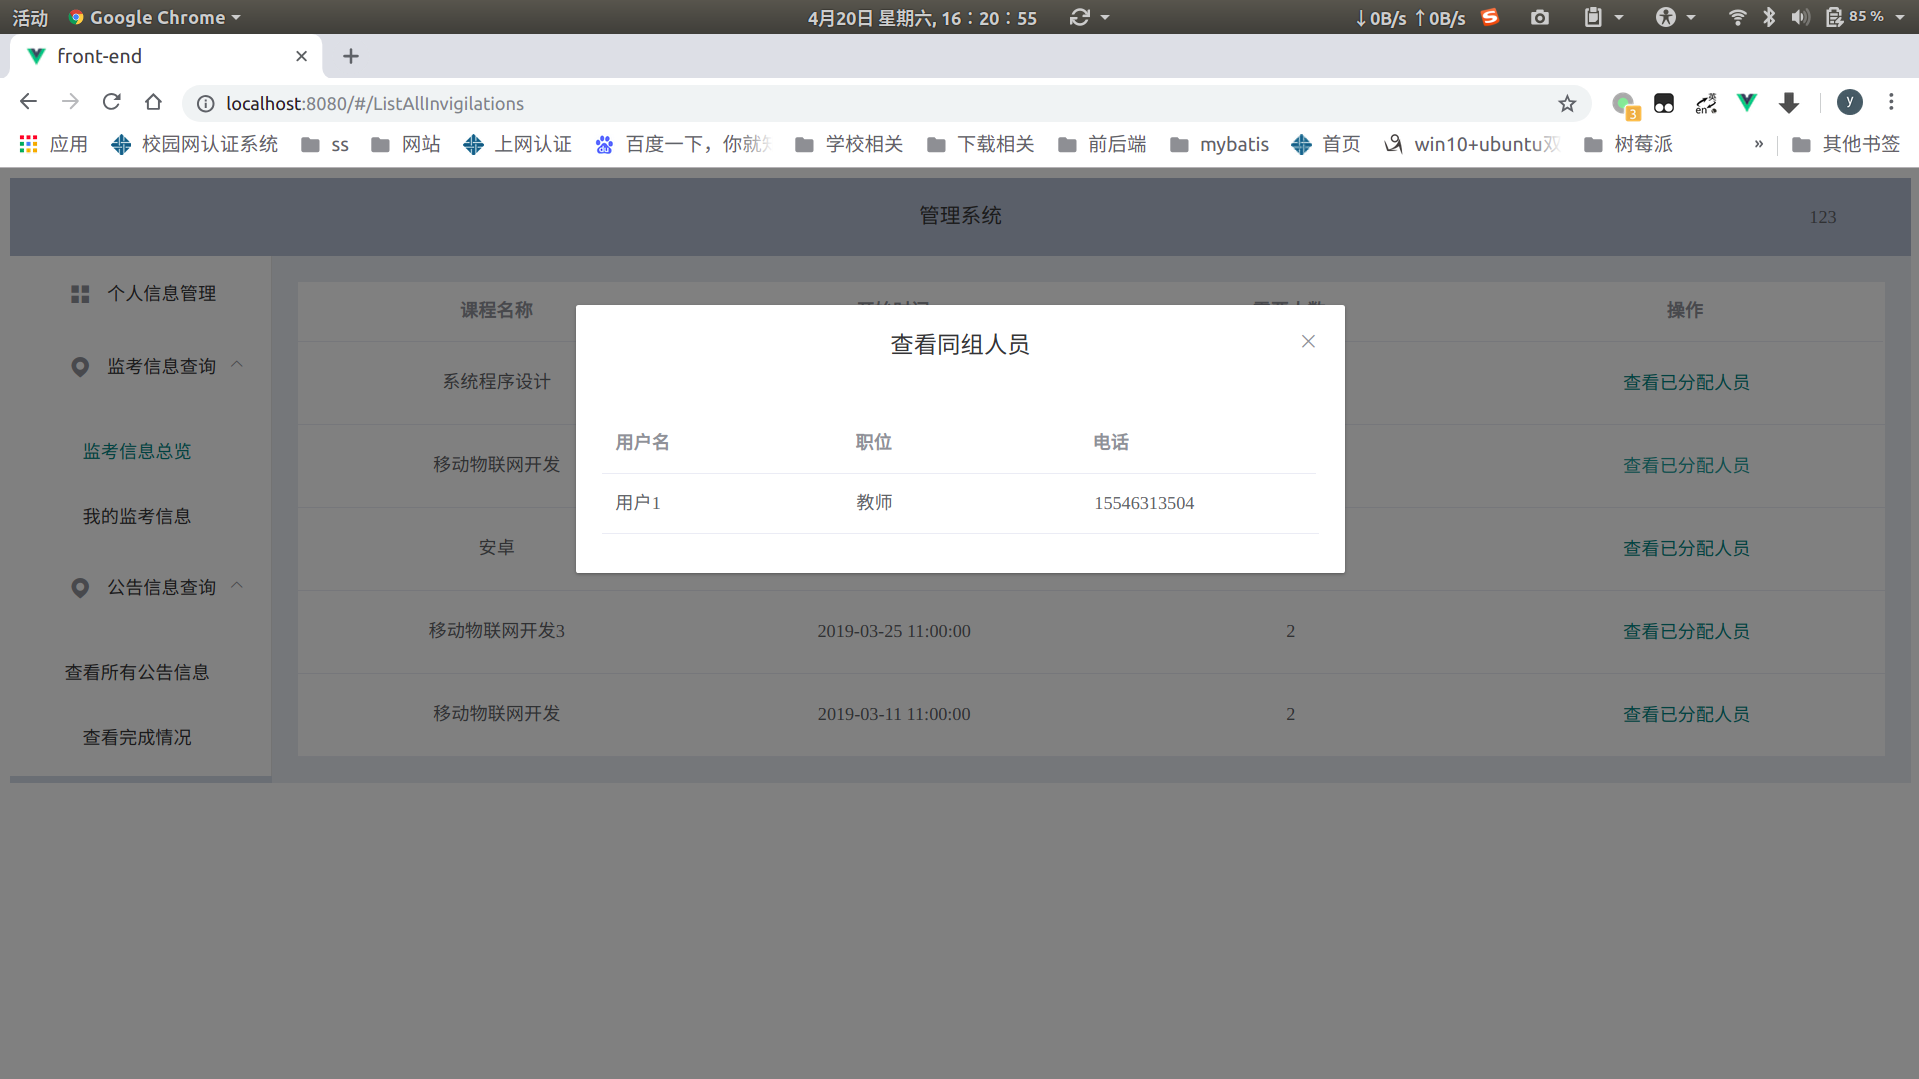 活动 Google Chrome 4月20日 星期六, 16：20：55 ↓0B/s ↑0B/s 85 %
front-end
localhost:8080/#/ListAllInvigilations 3 英 en y
应用 校园网认证系统 ss 网站 上网认证 百度一下，你就 学校相关 下载相关 前后端 mybatis 首页 win10+ubuntu双 树莓派 » 其他书签
管理系统 123
个人信息管理
监考信息查询
监考信息总览
我的监考信息
公告信息查询
查看所有公告信息
查看完成情况
课程名称 操作
系统程序设计 查看已分配人员
移动物联网开发 查看已分配人员
安卓 查看已分配人员
移动物联网开发3 2019-03-25 11:00:00 2 查看已分配人员
移动物联网开发 2019-03-11 11:00:00 2 查看已分配人员
查看同组人员
用户名 职位 电话
用户1 教师 15546313504